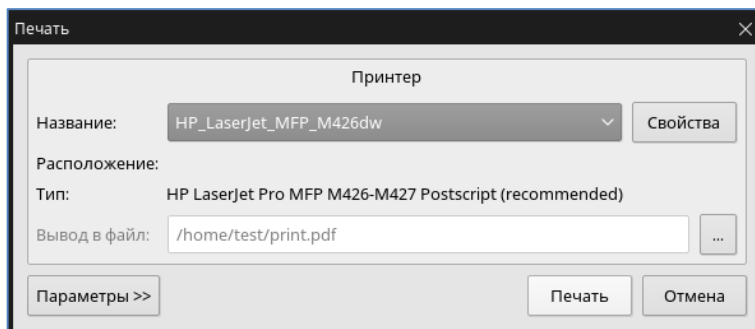 Печать
Принтер
Название: HP_LaserJet_MFP_M426dw Свойства
Расположение:
Тип: HP LaserJet Pro MFP M426-M427 Postscript (recommended)
Вывод в файл: /home/test/print.pdf ...
Параметры >> Печать Отмена